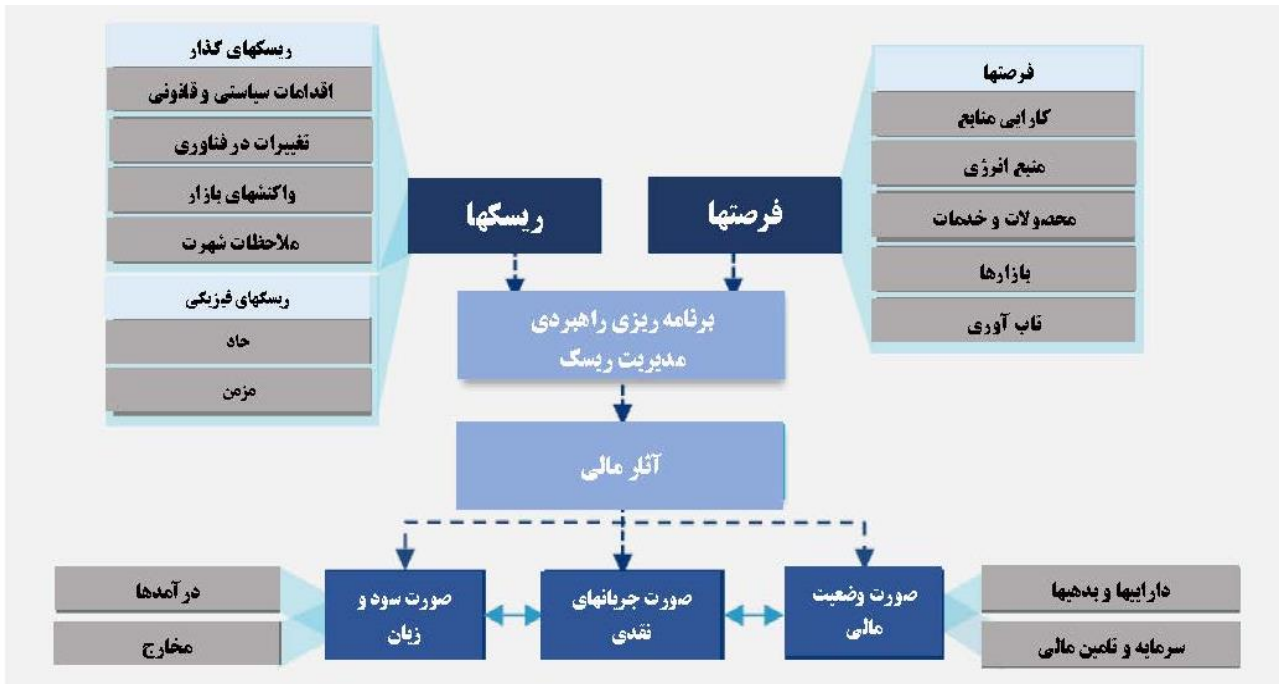 ریسکهای گذار
اقدامات سیاستی و قانونی
تغییرات در فناوری
واکنشهای بازار
ملاحظات شهرت
ریسکهای فیزیکی
حاد
مزمن
فرصتها
کارایی منابع
منبع انرژی
محصولات و خدمات
بازارها
تاب آوری
ریسکها
فرصتها
برنامه ریزی راهبردی
مدیریت ریسک
آثار مالی
صورت وضعیت
مالی
صورت جریانهای
نقدی
صورت سود و
زیان
داراییها و بدهیها
سرمایه و تامین مالی
درآمدها
مخارج